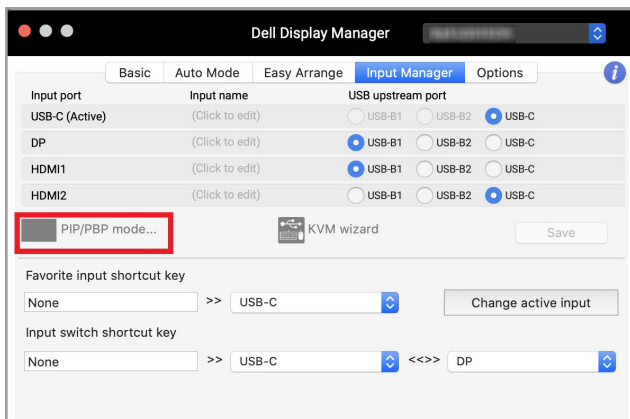 Dell Display Manager
Basic Auto Mode Easy Arrange Input Manager Options i
Input port Input name USB upstream port
USB-C (Active) (Click to edit) USB-B1 USB-B2 USB-C
DP (Click to edit) USB-B1 USB-B2 USB-C
HDMI1 (Click to edit) USB-B1 USB-B2 USB-C
HDMI2 (Click to edit) USB-B1 USB-B2 USB-C
PIP/PBP mode... KVM wizard Save
Favorite input shortcut key
None >> USB-C Change active input
Input switch shortcut key
None >> USB-C <<>> DP